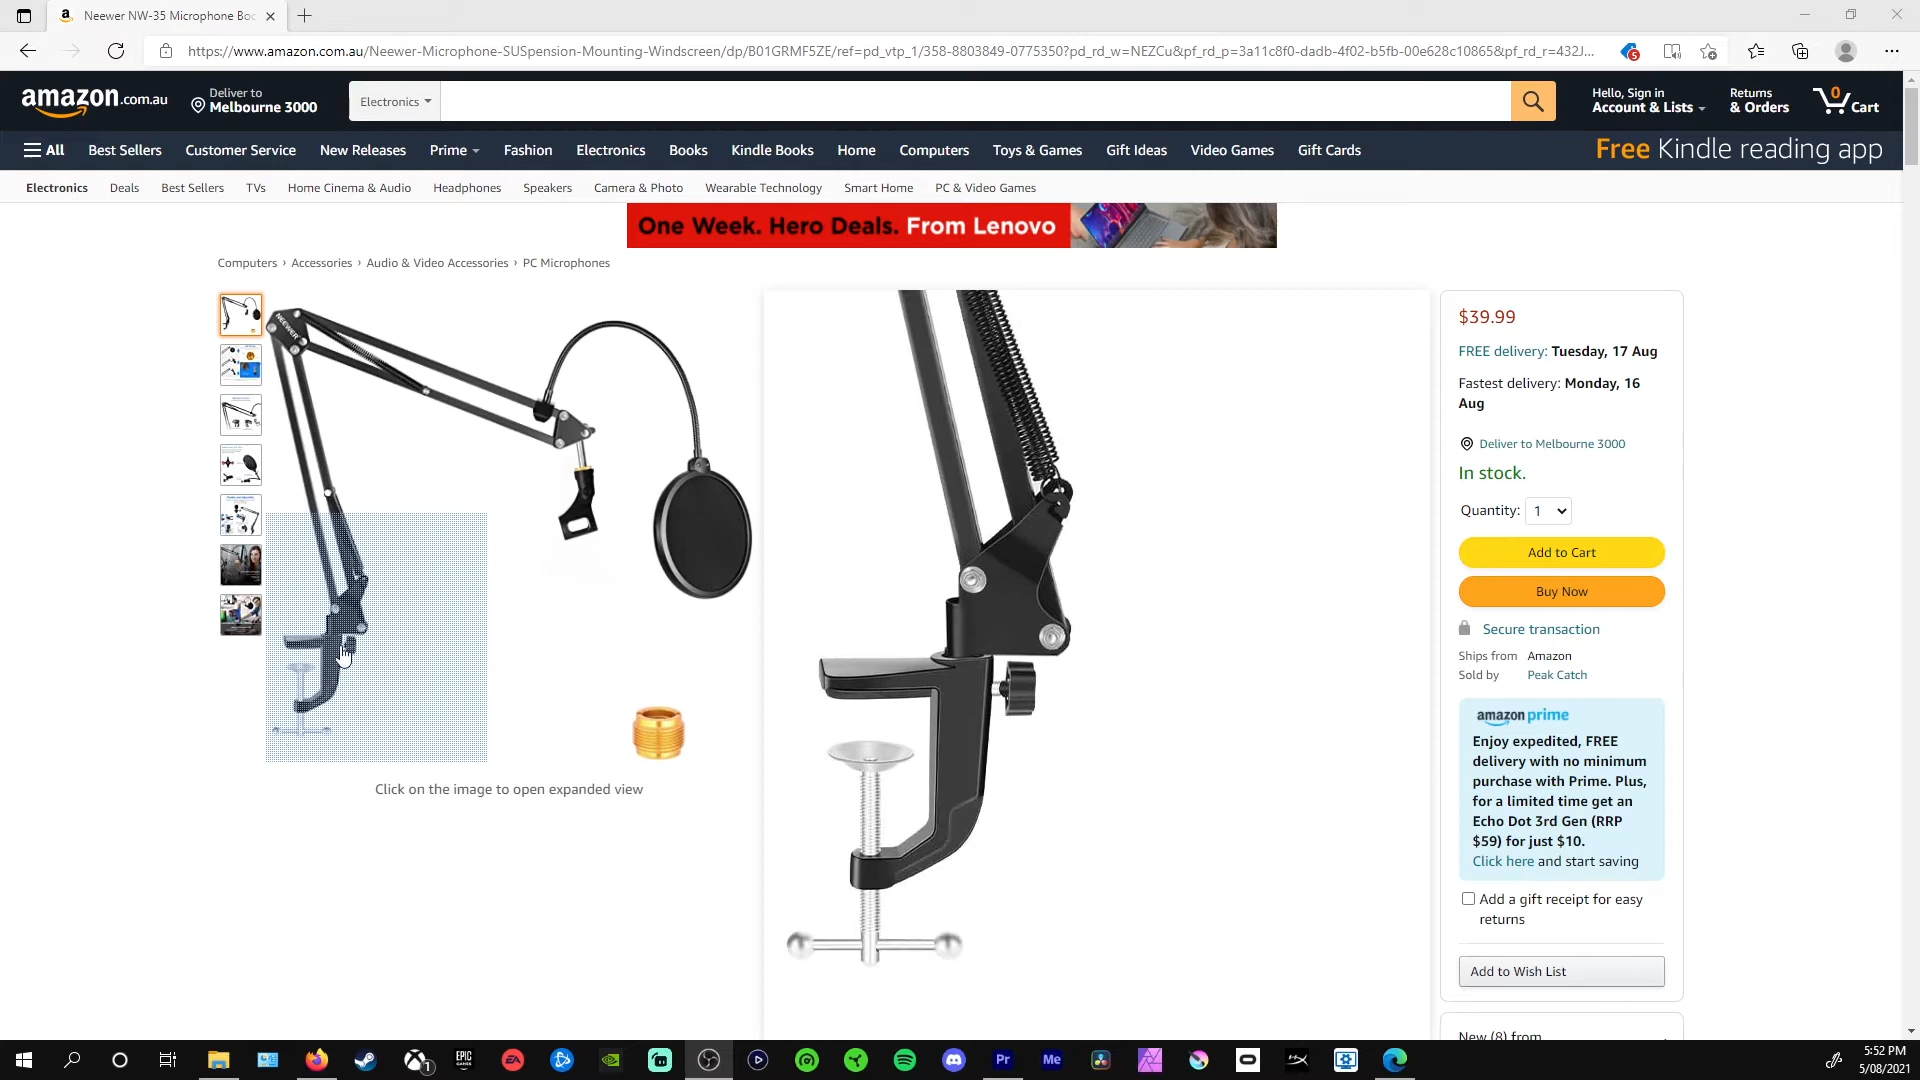 Neewer NW-35 Microphone Boo
https://www.amazon.com.au/Neewer-Microphone-SUSpension-Mounting-Windscreen/dp/B01GRMF5ZE/ref=pd_vtp_1/358-8803849-0775350?pd_rd_w=NEZCu&pf_rd_p=3a11c8f0-dadb-4f02-b5fb-00e628c10865&pf_rd_r=432J...
5
amazon.com.au
Deliver to
Melbourne 3000
Electronics
Hello, Sign in
Account & Lists
Returns
& Orders
0
Cart
All Best Sellers Customer Service New Releases Prime Fashion Electronics Books Kindle Books Home Computers Toys & Games Gift Ideas Video Games Gift Cards
Free Kindle reading app
Electronics Deals Best Sellers TVs Home Cinema & Audio Headphones Speakers Camera & Photo Wearable Technology Smart Home PC & Video Games
One Week. Hero Deals. From Lenovo
Computers › Accessories › Audio & Video Accessories › PC Microphones
NEEWER
Click on the image to open expanded view
$39.99
FREE delivery: Tuesday, 17 Aug
Fastest delivery: Monday, 16
Aug
Deliver to Melbourne 3000
In stock.
Quantity: 1
Add to Cart
Buy Now
Secure transaction
Ships from Amazon
Sold by Peak Catch
amazon prime
Enjoy expedited, FREE
delivery with no minimum
purchase with Prime. Plus,
for a limited time get an
Echo Dot 3rd Gen (RRP
$59) for just $10.
Click here and start saving
Add a gift receipt for easy
returns
Add to Wish List
New (8) from
1
EPIC
GAMES
EA
Pr
Me
5:52 PM
5/08/2021